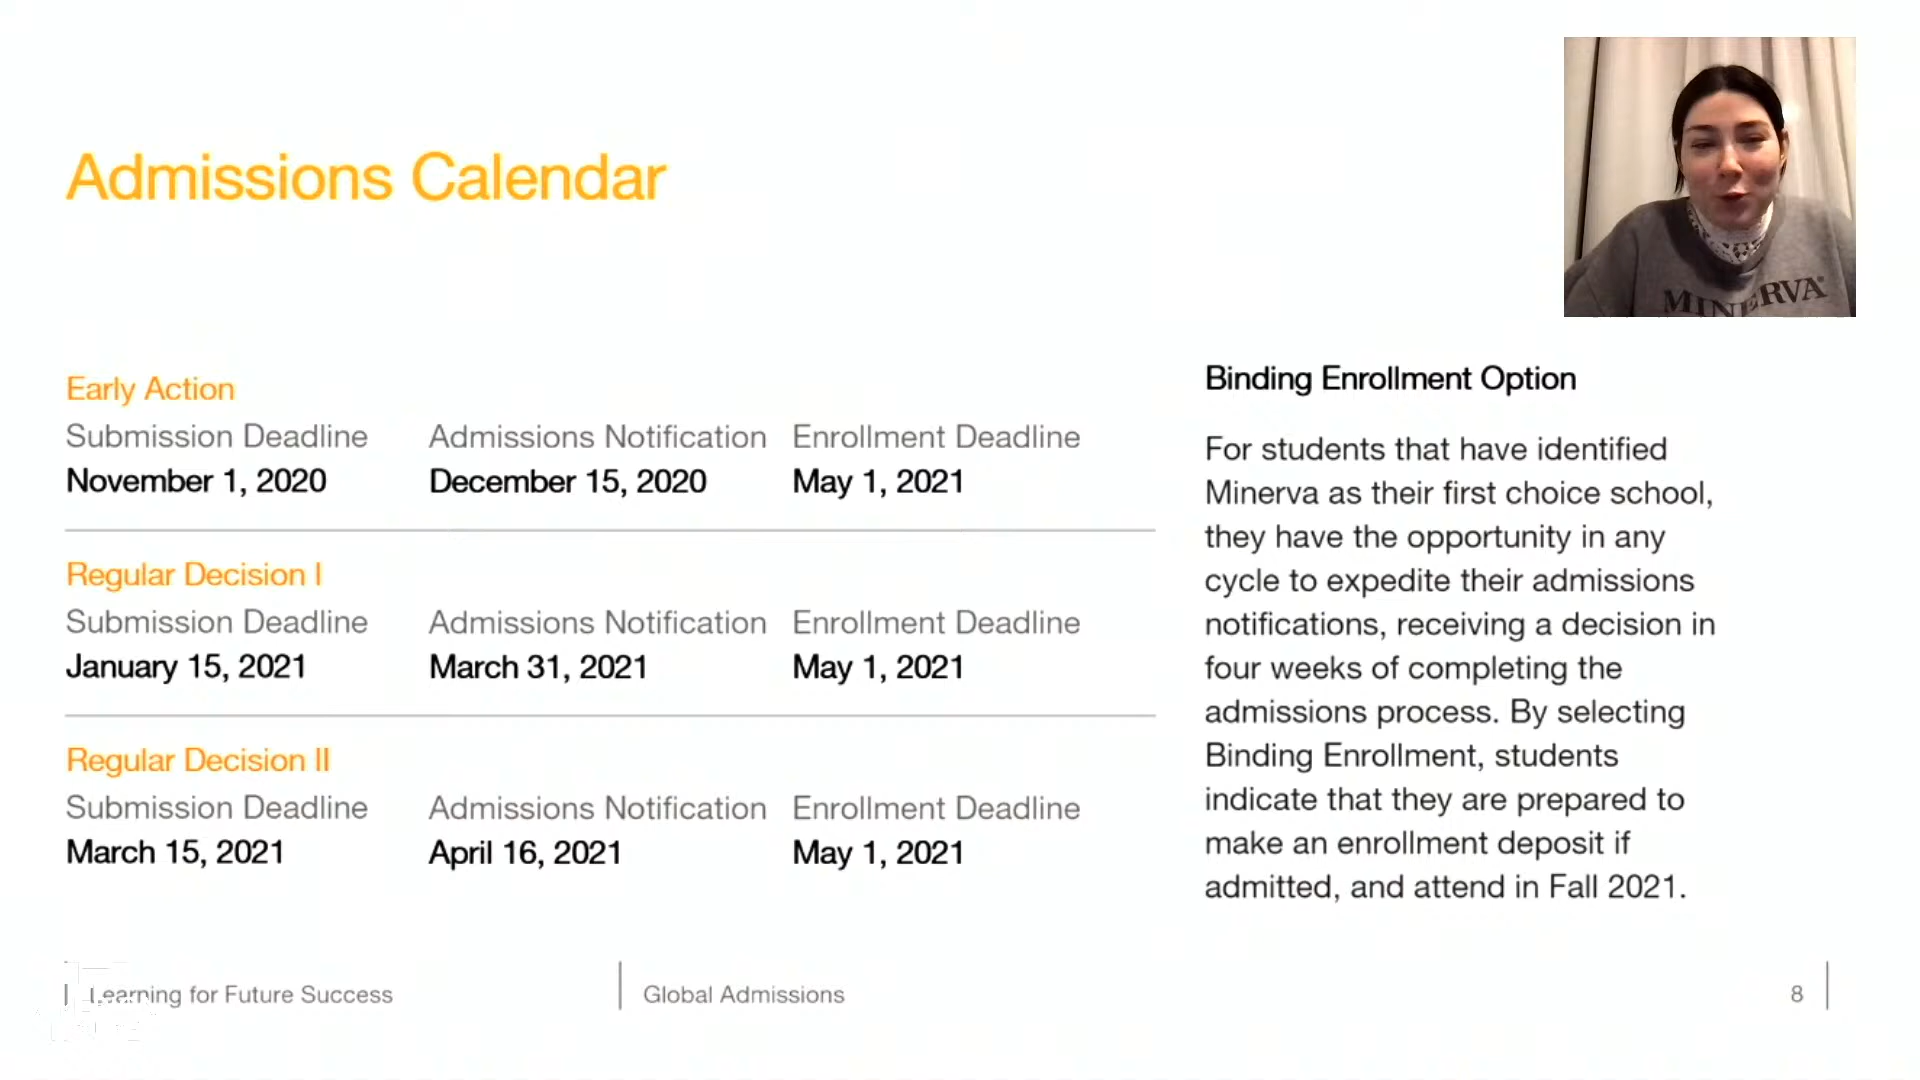 Admissions Calendar
MINERVA
Early Action
Submission Deadline Admissions Notification Enrollment Deadline
November 1, 2020 December 15, 2020 May 1, 2021
Regular Decision I
Submission Deadline Admissions Notification Enrollment Deadline
January 15, 2021 March 31, 2021 May 1, 2021
Regular Decision II
Submission Deadline Admissions Notification Enrollment Deadline
March 15, 2021 April 16, 2021 May 1, 2021
Binding Enrollment Option
For students that have identified
Minerva as their first choice school,
they have the opportunity in any
cycle to expedite their admissions
notifications, receiving a decision in
four weeks of completing the
admissions process. By selecting
Binding Enrollment, students
indicate that they are prepared to
make an enrollment deposit if
admitted, and attend in Fall 2021.
Learning for Future Success Global Admissions 8